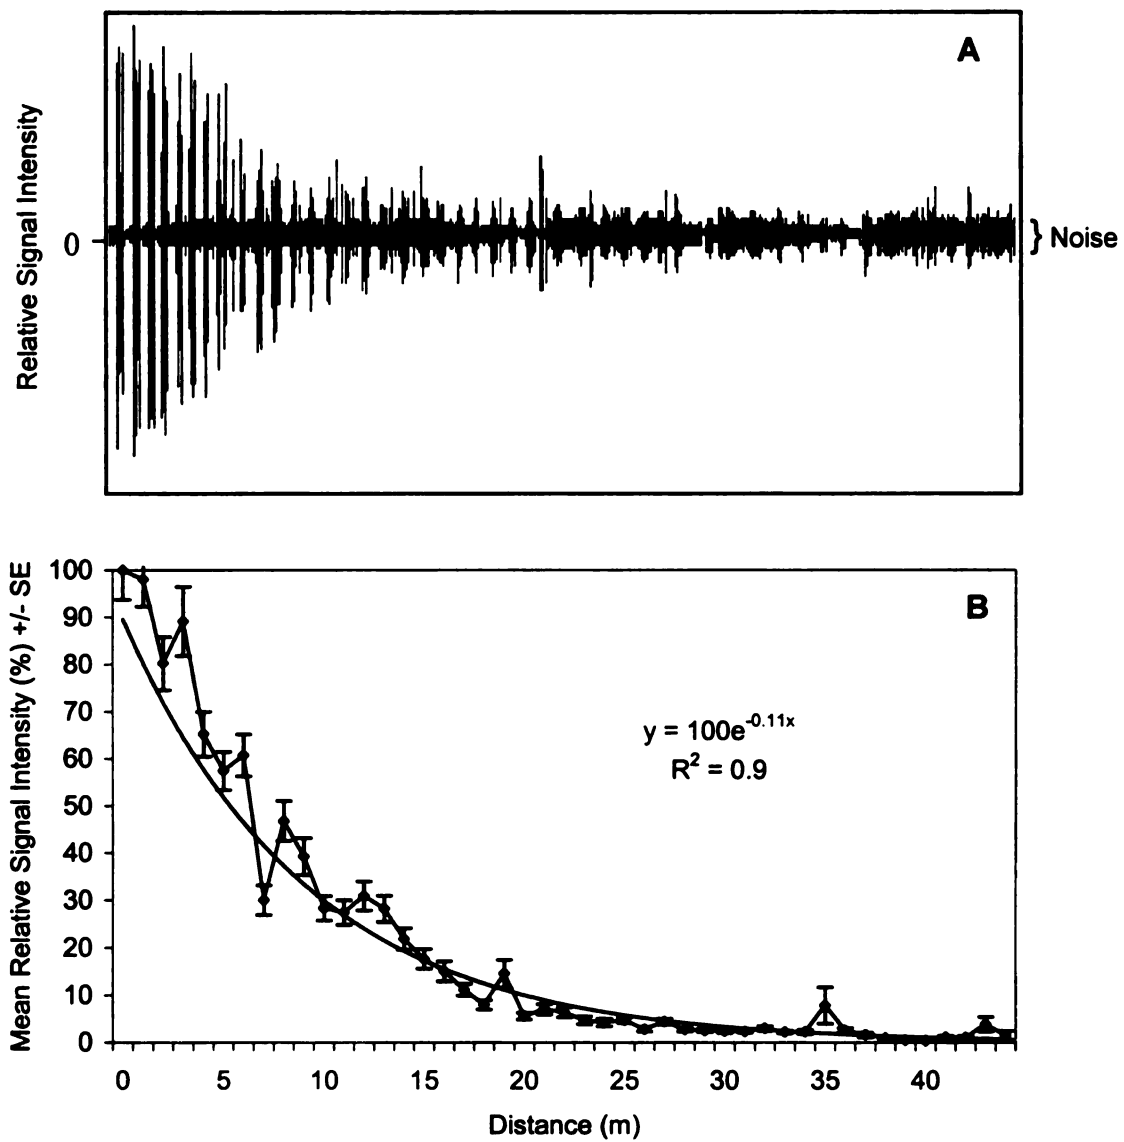 A
Relative Signal Intensity
0
} Noise
B
Mean Relative Signal Intensity (%) +/- SE
100
90
80
70
60
50
40
30
20
10
0
y = 100e^-0.11x
R² = 0.9
0 5 10 15 20 25 30 35 40
Distance (m)